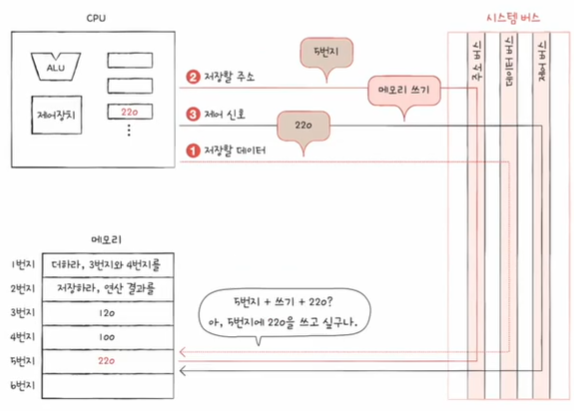 CPU
시스템 버스
ALU
제어장치
220
⋮
5번지
② 저장할 주소
메모리 쓰기
③ 제어 신호
220
① 저장할 데이터
주소 버스
데이터 버스
제어 버스
메모리
1번지 더하라, 3번지와 4번지를
2번지 저장하라, 연산 결과를
3번지 120
4번지 100
5번지 220
6번지
5번지 + 쓰기 + 220?
아, 5번지에 220을 쓰고 싶구나.